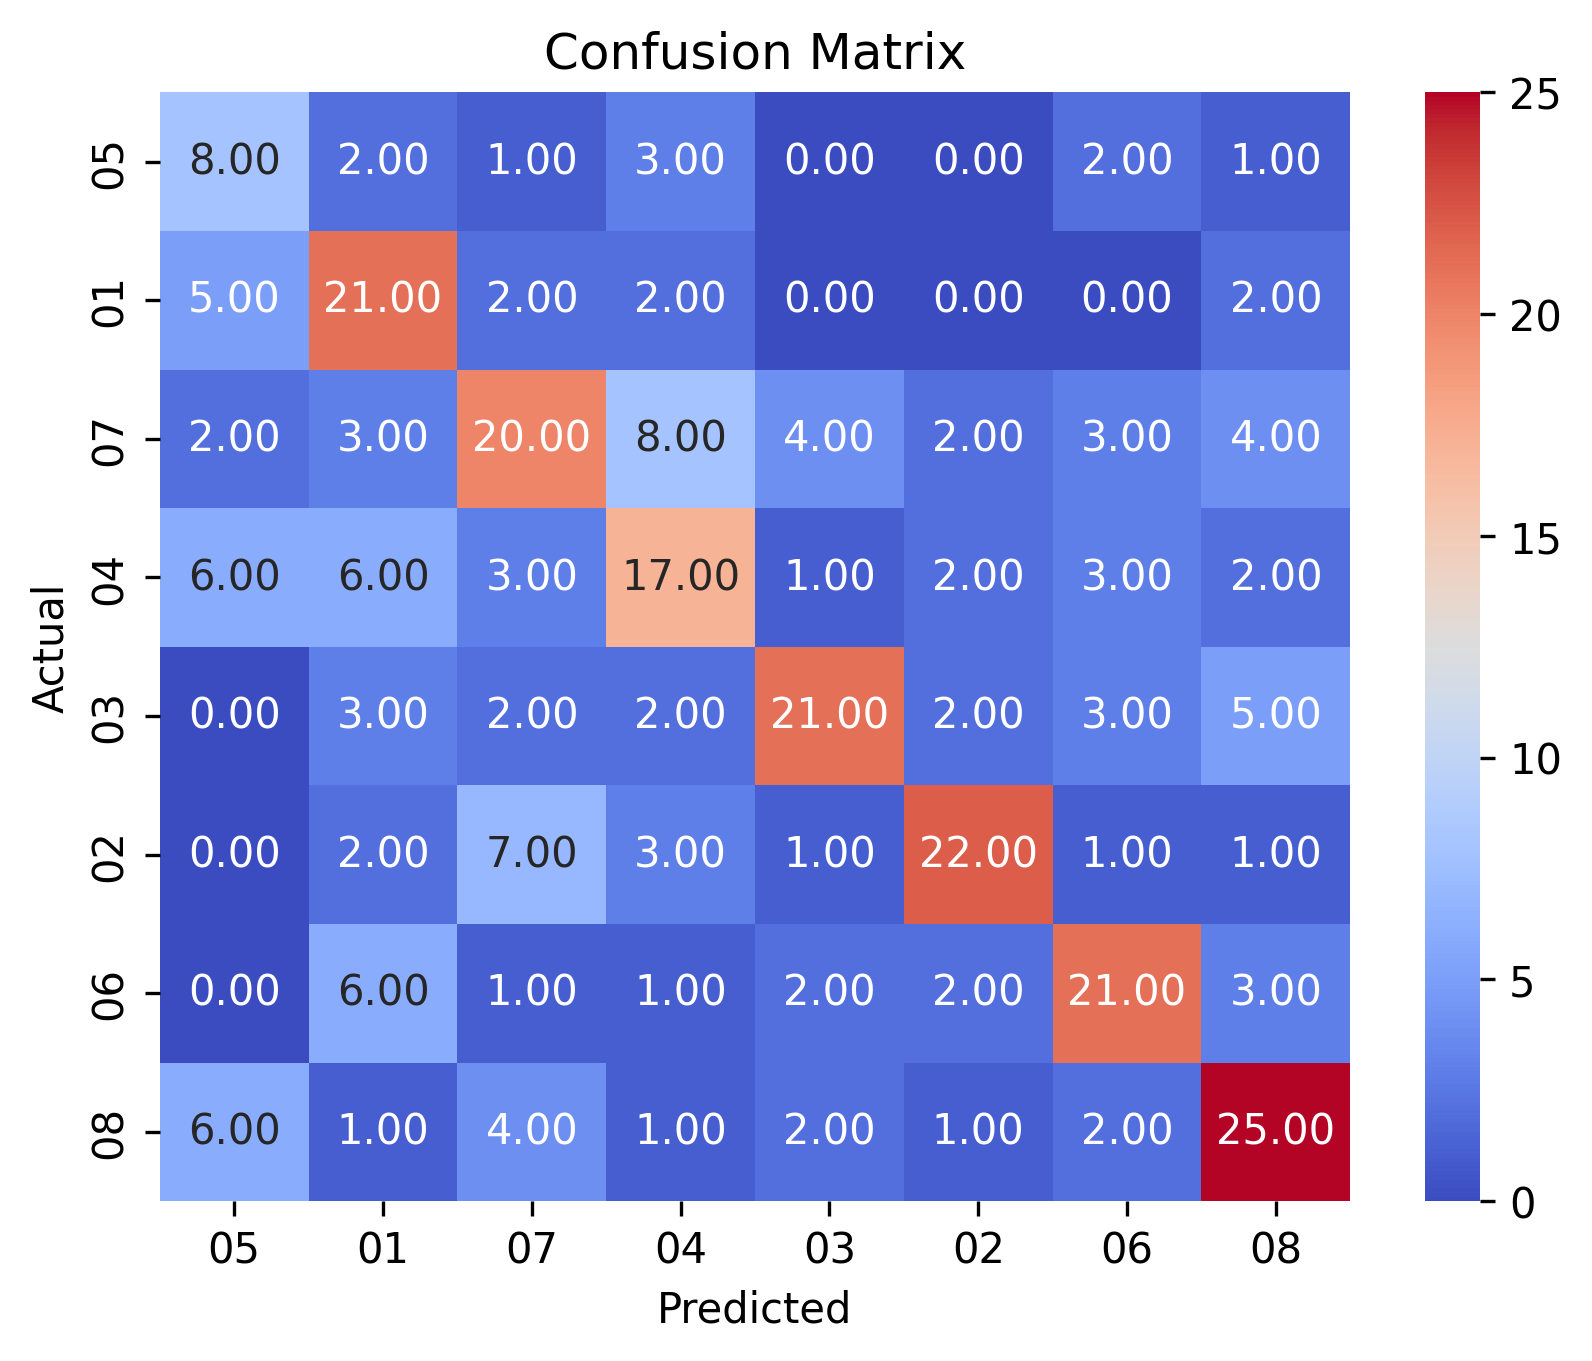 Confusion Matrix
Actual
05 8.00 2.00 1.00 3.00 0.00 0.00 2.00 1.00
01 5.00 21.00 2.00 2.00 0.00 0.00 0.00 2.00
07 2.00 3.00 20.00 8.00 4.00 2.00 3.00 4.00
04 6.00 6.00 3.00 17.00 1.00 2.00 3.00 2.00
03 0.00 3.00 2.00 2.00 21.00 2.00 3.00 5.00
02 0.00 2.00 7.00 3.00 1.00 22.00 1.00 1.00
06 0.00 6.00 1.00 1.00 2.00 2.00 21.00 3.00
08 6.00 1.00 4.00 1.00 2.00 1.00 2.00 25.00
05 01 07 04 03 02 06 08
Predicted
25
20
15
10
5
0